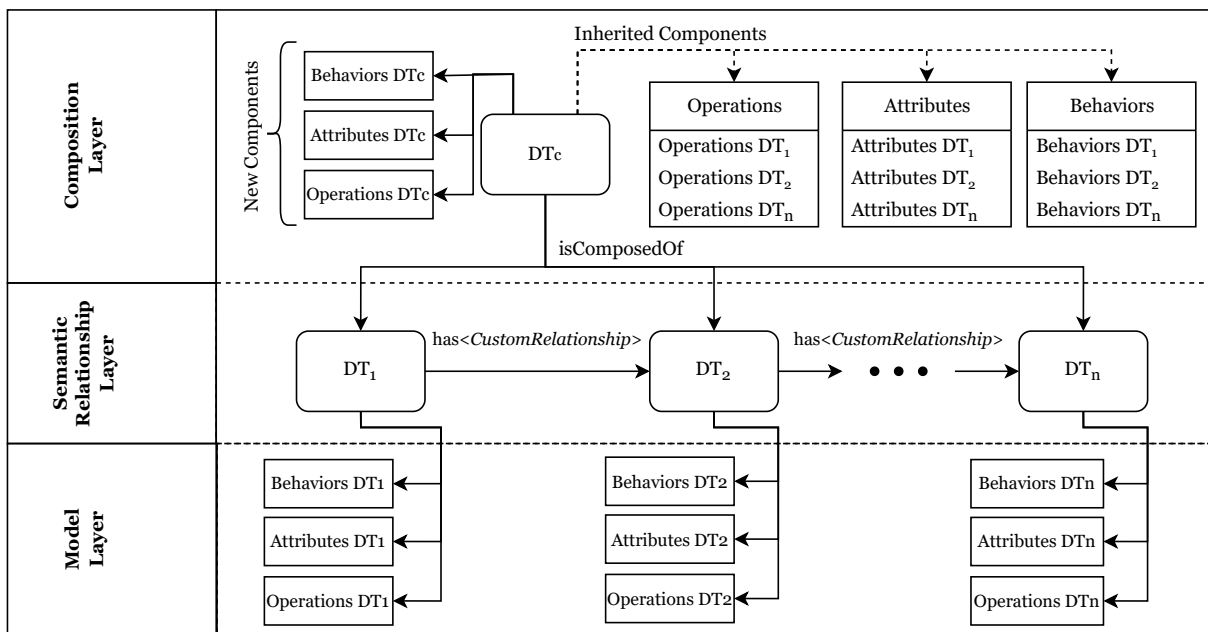 Composition
Layer
New Components
Behaviors DTc
Attributes DTc
Operations DTc
DTc
Inherited Components
Operations
Operations DT₁
Operations DT₂
Operations DTₙ
Attributes
Attributes DT₁
Attributes DT₂
Attributes DTₙ
Behaviors
Behaviors DT₁
Behaviors DT₂
Behaviors DTₙ
isComposedOf
Semantic
Relationship
Layer
DT₁
has<CustomRelationship>
DT₂
has<CustomRelationship>
DTₙ
Model
Layer
Behaviors DT1
Attributes DT1
Operations DT1
Behaviors DT2
Attributes DT2
Operations DT2
Behaviors DTn
Attributes DTn
Operations DTn